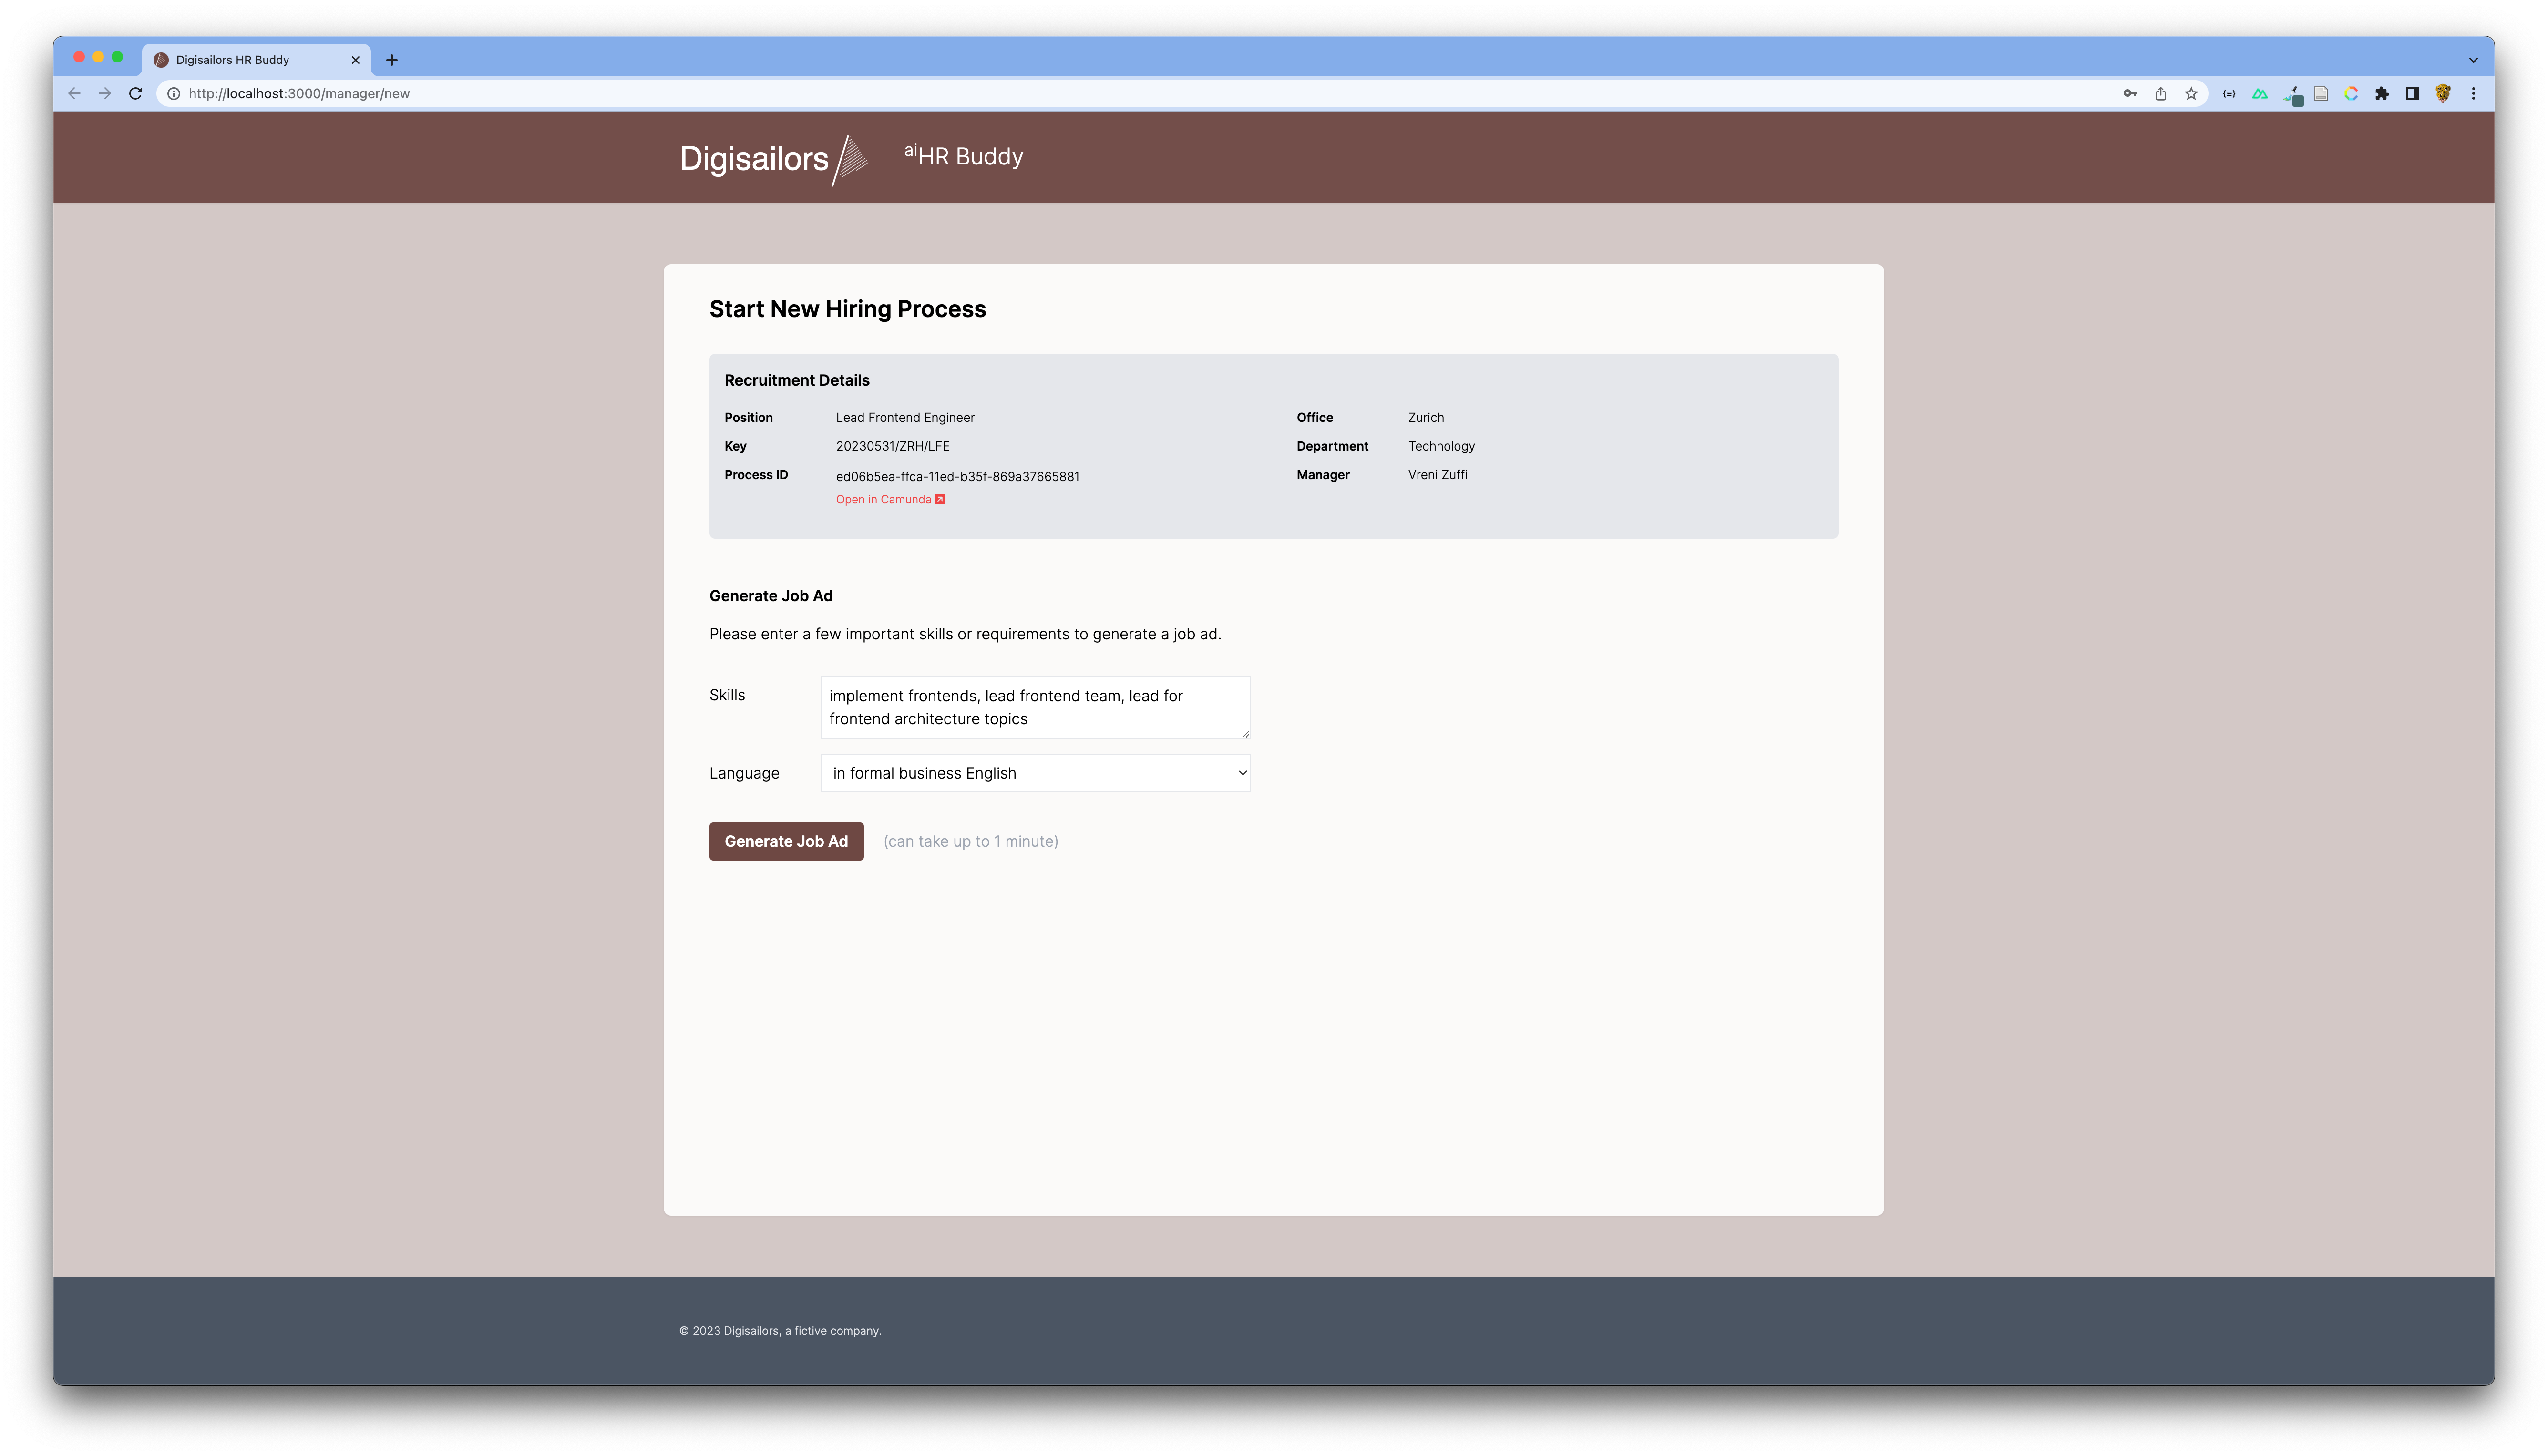 Digisailors HR Buddy
http://localhost:3000/manager/new
Digisailors
aiHR Buddy
Start New Hiring Process
Recruitment Details
Position Lead Frontend Engineer Office Zurich
Key 20230531/ZRH/LFE Department Technology
Process ID ed06b5ea-ffca-11ed-b35f-869a37665881 Manager Vreni Zuffi
Open in Camunda
Generate Job Ad
Please enter a few important skills or requirements to generate a job ad.
Skills implement frontends, lead frontend team, lead for
frontend architecture topics
Language in formal business English
Generate Job Ad (can take up to 1 minute)
© 2023 Digisailors, a fictive company.